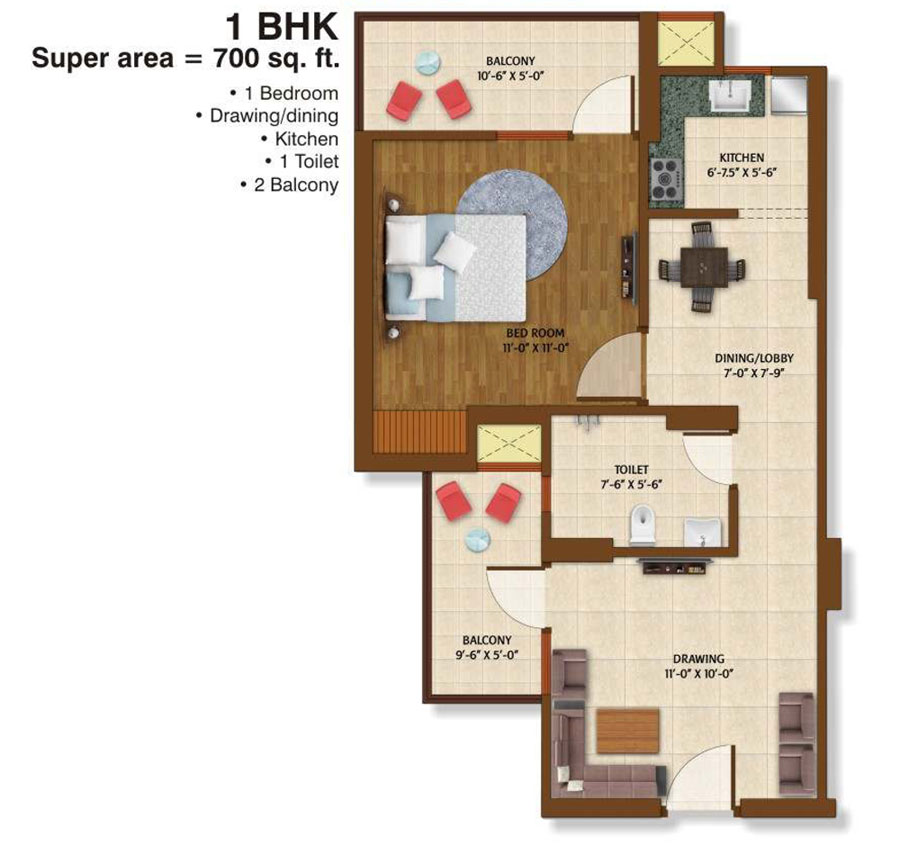 1 BHK
Super area = 700 sq. ft.
• 1 Bedroom
• Drawing/dining
• Kitchen
• 1 Toilet
• 2 Balcony
BALCONY
10'-6" X 5'-0"
KITCHEN
6'-7.5" X 5'-6"
BED ROOM
11'-0" X 11'-0"
DINING/LOBBY
7'-0" X 7'-9"
TOILET
7'-6" X 5'-6"
BALCONY
9'-6" X 5'-0"
DRAWING
11'-0" X 10'-0"